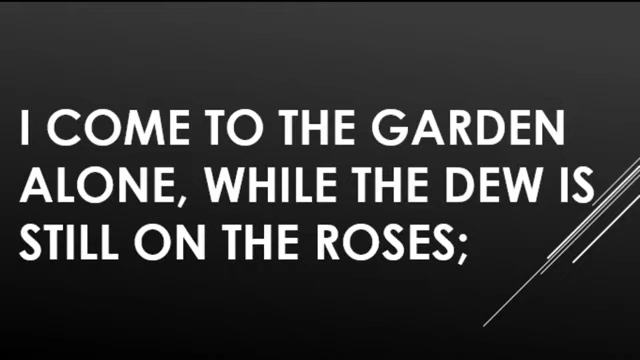 I COME TO THE GARDEN
ALONE, WHILE THE DEW IS
STILL ON THE ROSES;